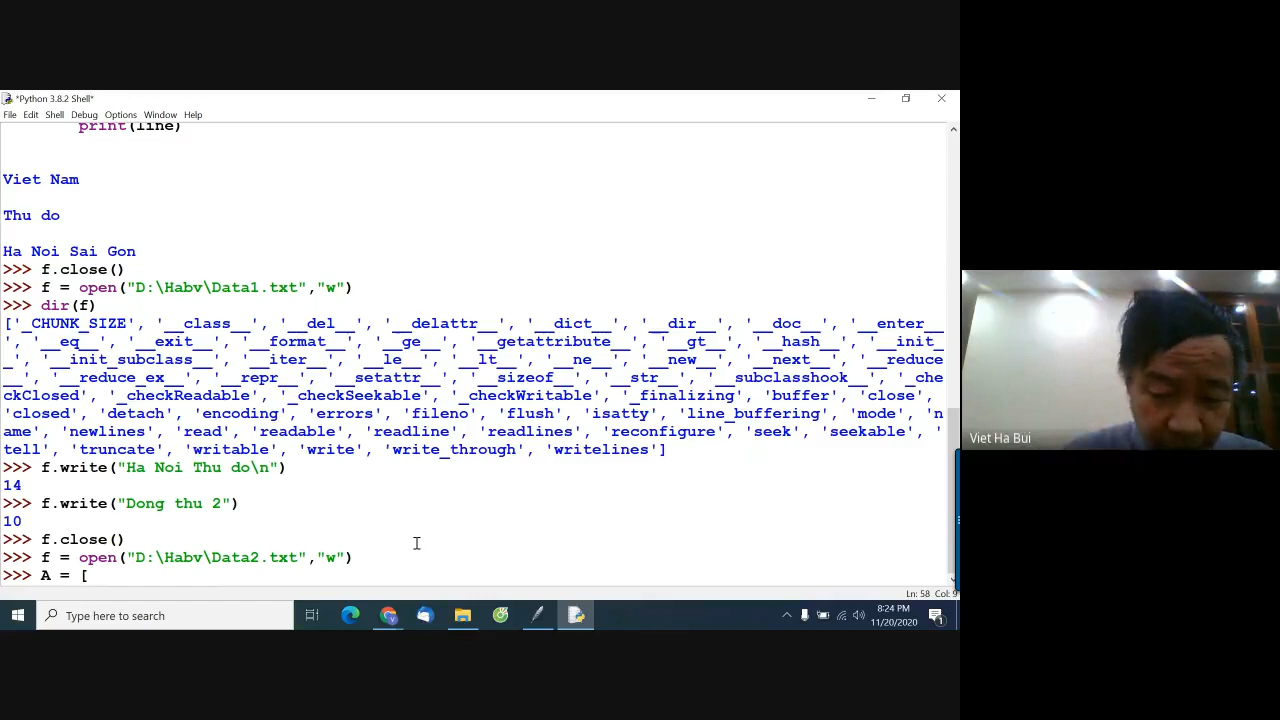 *Python 3.8.2 Shell*
File Edit Shell Debug Options Window Help
print(line)
Viet Nam
Thu do
Ha Noi Sai Gon
>>> f.close()
>>> f = open("D:\Habv\Data1.txt","w")
>>> dir(f)
['_CHUNK_SIZE', '__class__', '__del__', '__delattr__', '__dict__', '__dir__', '__doc__', '__enter__
', '__eq__', '__exit__', '__format__', '__ge__', '__getattribute__', '__gt__', '__hash__', '__init_
_', '__init_subclass__', '__iter__', '__le__', '__lt__', '__ne__', '__new__', '__next__', '__reduce
__', '__reduce_ex__', '__repr__', '__setattr__', '__sizeof__', '__str__', '__subclasshook__', '_che
ckClosed', '_checkReadable', '_checkSeekable', '_checkWritable', '_finalizing', 'buffer', 'close',
'closed', 'detach', 'encoding', 'errors', 'fileno', 'flush', 'isatty', 'line_buffering', 'mode', 'n
ame', 'newlines', 'read', 'readable', 'readline', 'readlines', 'reconfigure', 'seek', 'seekable', '
tell', 'truncate', 'writable', 'write', 'write_through', 'writelines']
>>> f.write("Ha Noi Thu do\n")
14
>>> f.write("Dong thu 2")
10
>>> f.close()
>>> f = open("D:\Habv\Data2.txt","w")
>>> A = [
Ln: 58 Col: 9
Type here to search
8:24 PM
11/20/2020
1
Viet Ha Bui